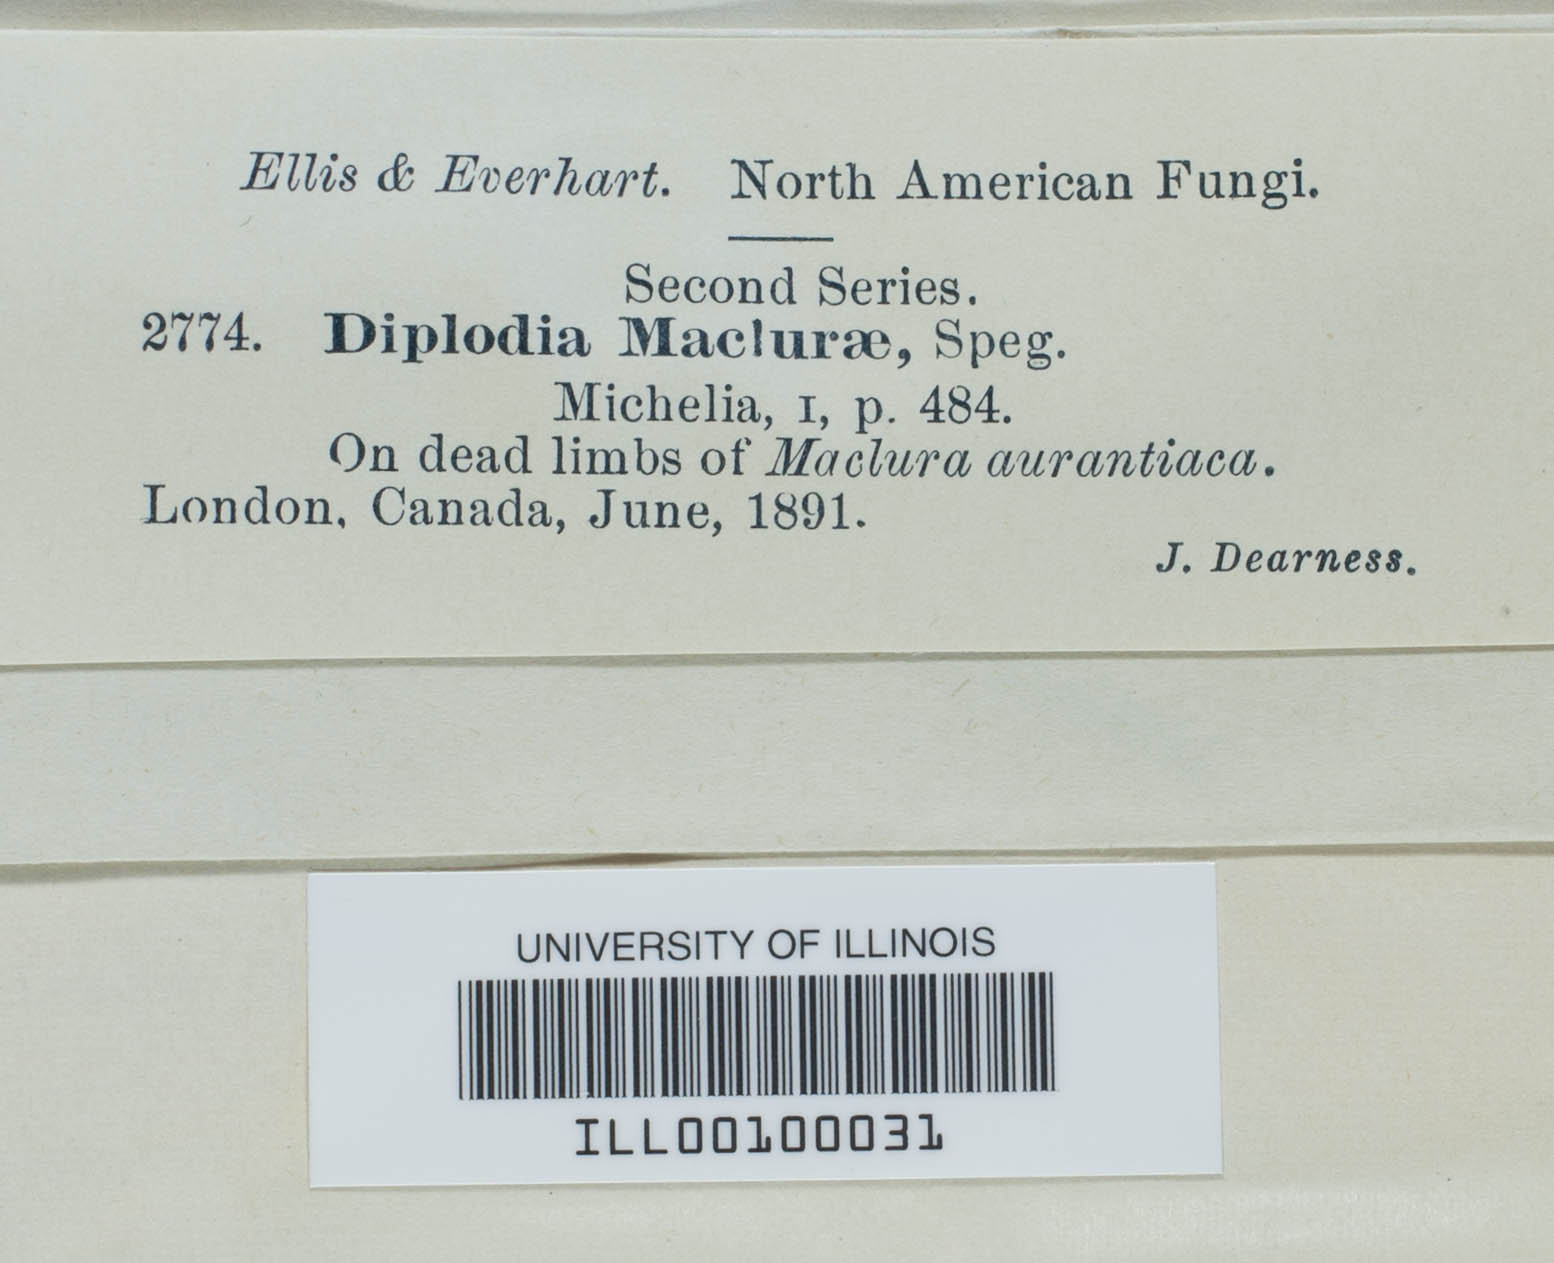 Ellis & Everhart. North American Fungi.
Second Series.
2774. Diplodia Macluræ, Speg.
Michelia, 1, p. 484.
On dead limbs of Maclura aurantiaca.
London, Canada, June, 1891.
J. Dearness.
UNIVERSITY OF ILLINOIS
ILL00100031